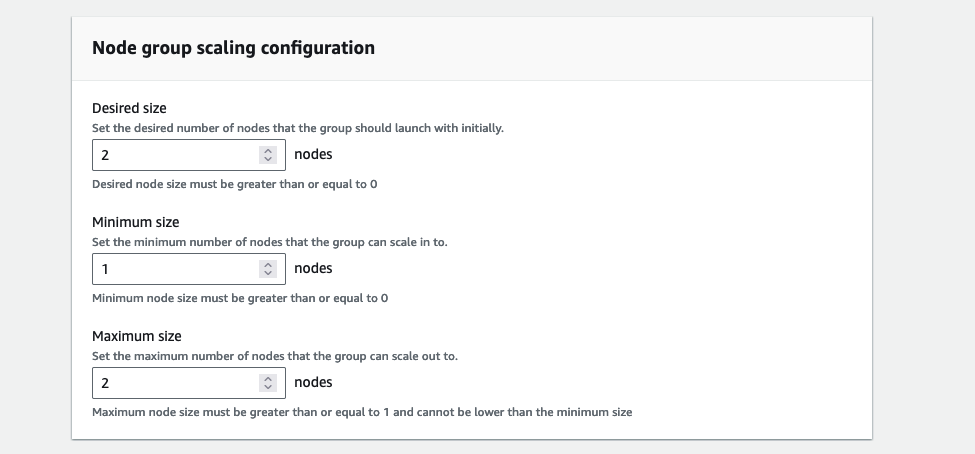 Node group scaling configuration
Desired size
Set the desired number of nodes that the group should launch with initially.
2 nodes
Desired node size must be greater than or equal to 0
Minimum size
Set the minimum number of nodes that the group can scale in to.
1 nodes
Minimum node size must be greater than or equal to 0
Maximum size
Set the maximum number of nodes that the group can scale out to.
2 nodes
Maximum node size must be greater than or equal to 1 and cannot be lower than the minimum size